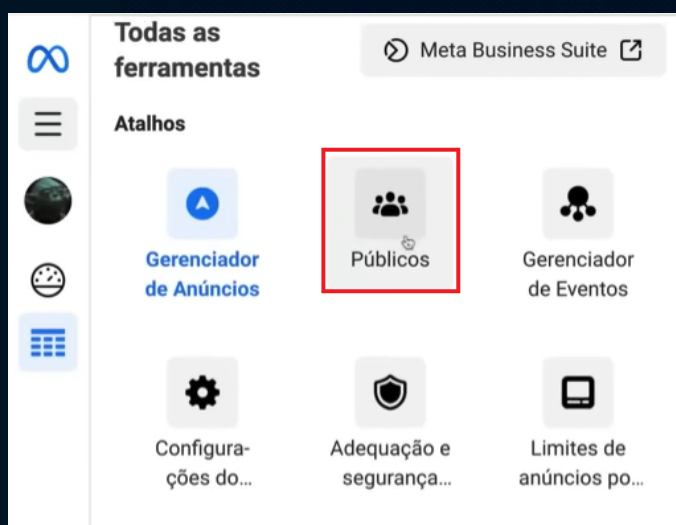 Todas as
ferramentas
Meta Business Suite
Atalhos
Gerenciador
de Anúncios
Públicos
Gerenciador
de Eventos
Configura-
ções do...
Adequação e
segurança...
Limites de
anúncios po...